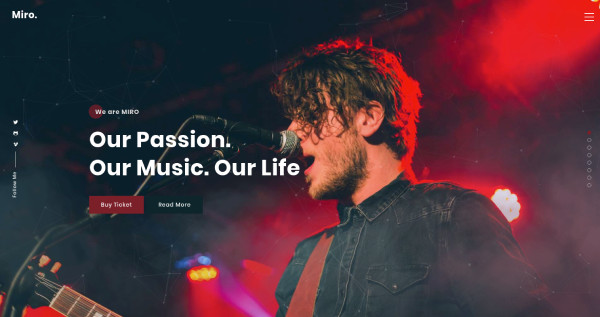 Miro.
We are MIRO
Our Passion.
Our Music. Our Life
Buy Ticket
Read More
Follow Me